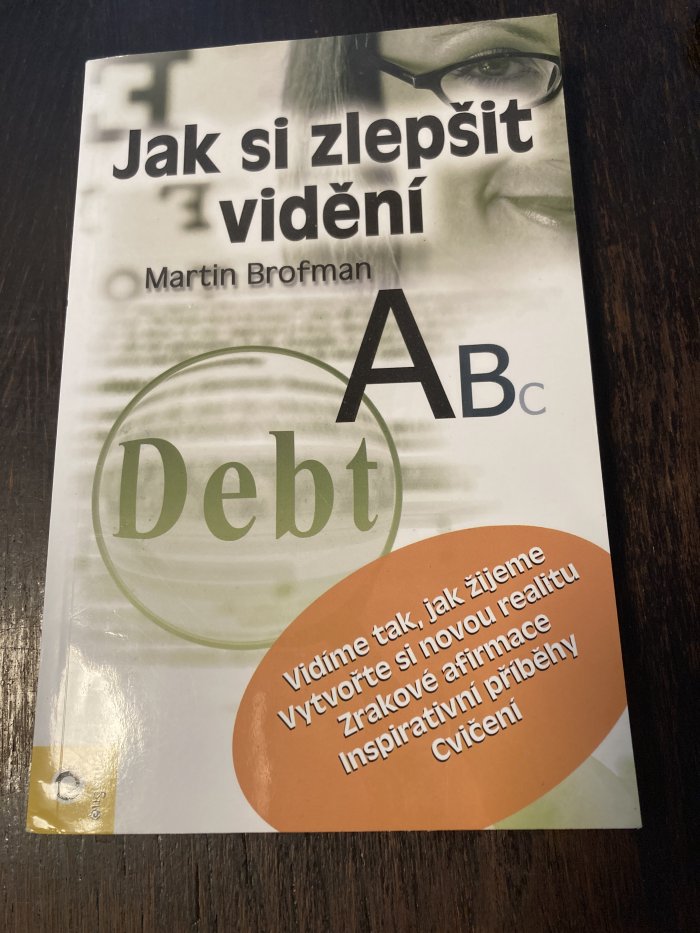 Jak si zlepšit
vidění
Martin Brofman
ABC
Debt
Vidíme tak, jak žijeme
Vytvořte si novou realitu
Zrakové afirmace
Inspirativní příběhy
Cvičení